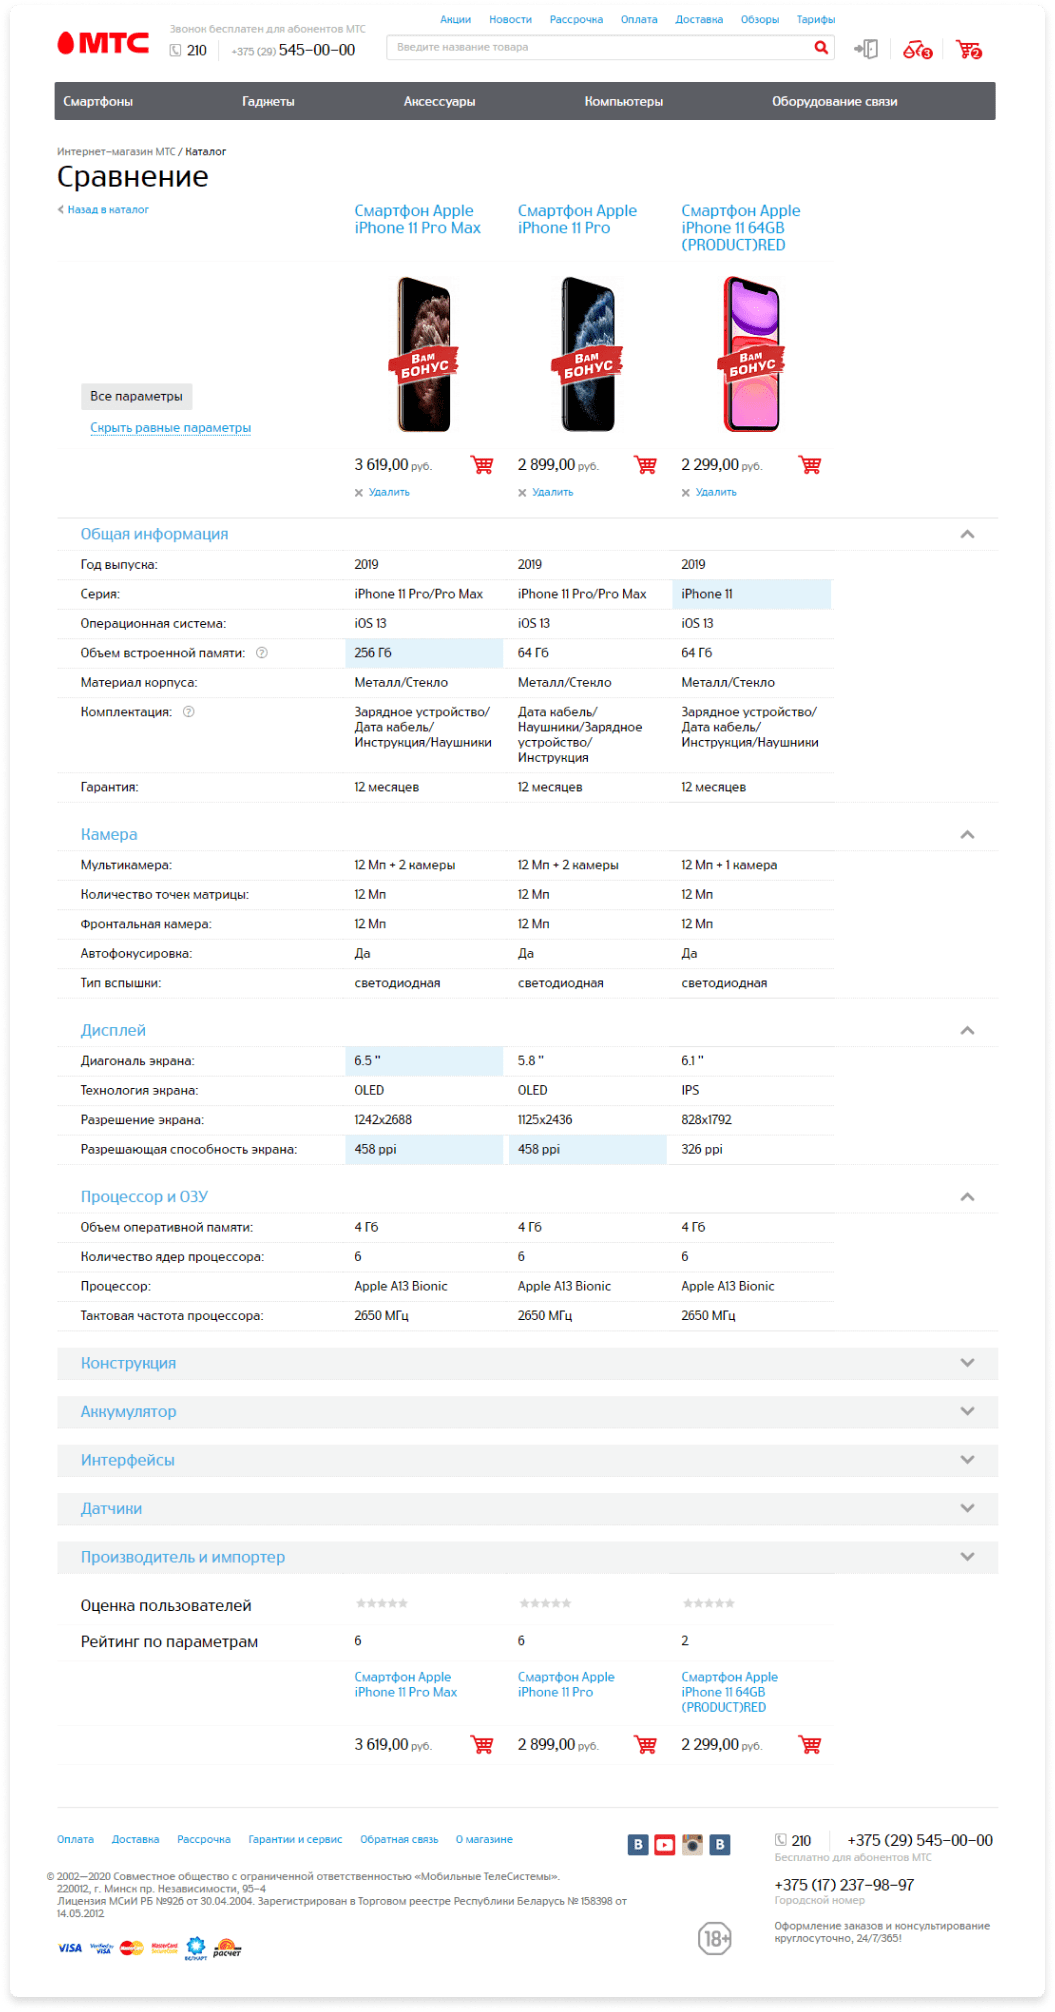 Акции Новости Рассрочка Оплата Доставка Обзоры Тарифы
МТС
Звонок бесплатен для абонентов МТС
210 +375 (29) 545-00-00
Введите название товара
3
2
Смартфоны Гаджеты Аксессуары Компьютеры Оборудование связи
Интернет-магазин МТС / Каталог
Сравнение
Назад в каталог
Смартфон Apple iPhone 11 Pro Max
Смартфон Apple iPhone 11 Pro
Смартфон Apple iPhone 11 64GB (PRODUCT)RED
Вам БОНУС
Вам БОНУС
Вам БОНУС
Все параметры
Скрыть равные параметры
3 619,00 руб. 2 899,00 руб. 2 299,00 руб.
Удалить Удалить Удалить
Общая информация
Год выпуска: 2019 2019 2019
Серия: iPhone 11 Pro/Pro Max iPhone 11 Pro/Pro Max iPhone 11
Операционная система: iOS 13 iOS 13 iOS 13
Объем встроенной памяти: ? 256 Гб 64 Гб 64 Гб
Материал корпуса: Металл/Стекло Металл/Стекло Металл/Стекло
Комплектация: ? Зарядное устройство/ Дата кабель/ Зарядное устройство/
Дата кабель/ Наушники/Зарядное Дата кабель/
Инструкция/Наушники устройство/ Инструкция/Наушники
Инструкция
Гарантия: 12 месяцев 12 месяцев 12 месяцев
Камера
Мультикамера: 12 Мп + 2 камеры 12 Мп + 2 камеры 12 Мп + 1 камера
Количество точек матрицы: 12 Мп 12 Мп 12 Мп
Фронтальная камера: 12 Мп 12 Мп 12 Мп
Автофокусировка: Да Да Да
Тип вспышки: светодиодная светодиодная светодиодная
Дисплей
Диагональ экрана: 6.5 " 5.8 " 6.1 "
Технология экрана: OLED OLED IPS
Разрешение экрана: 1242x2688 1125x2436 828x1792
Разрешающая способность экрана: 458 ppi 458 ppi 326 ppi
Процессор и ОЗУ
Объем оперативной памяти: 4 Гб 4 Гб 4 Гб
Количество ядер процессора: 6 6 6
Процессор: Apple A13 Bionic Apple A13 Bionic Apple A13 Bionic
Тактовая частота процессора: 2650 МГц 2650 МГц 2650 МГц
Конструкция
Аккумулятор
Интерфейсы
Датчики
Производитель и импортер
Оценка пользователей
Рейтинг по параметрам 6 6 2
Смартфон Apple iPhone 11 Pro Max
Смартфон Apple iPhone 11 Pro
Смартфон Apple iPhone 11 64GB (PRODUCT)RED
3 619,00 руб. 2 899,00 руб. 2 299,00 руб.
Оплата Доставка Рассрочка Гарантии и сервис Обратная связь О магазине
B B
210 +375 (29) 545-00-00
Бесплатно для абонентов МТС
+375 (17) 237-98-97
Городской номер
Оформление заказов и консультирование
круглосуточно, 24/7/365!
© 2002—2020 Совместное общество с ограниченной ответственностью «Мобильные ТелеСистемы».
220012, г. Минск пр. Независимости, 95-4
Лицензия МСиИ РБ №926 от 30.04.2004. Зарегистрирован в Торговом реестре Республики Беларусь № 158398 от
14.05.2012
18+
VISA Verified by VISA MasterCard MasterCard SecureCode БЕЛКАРТ расчет